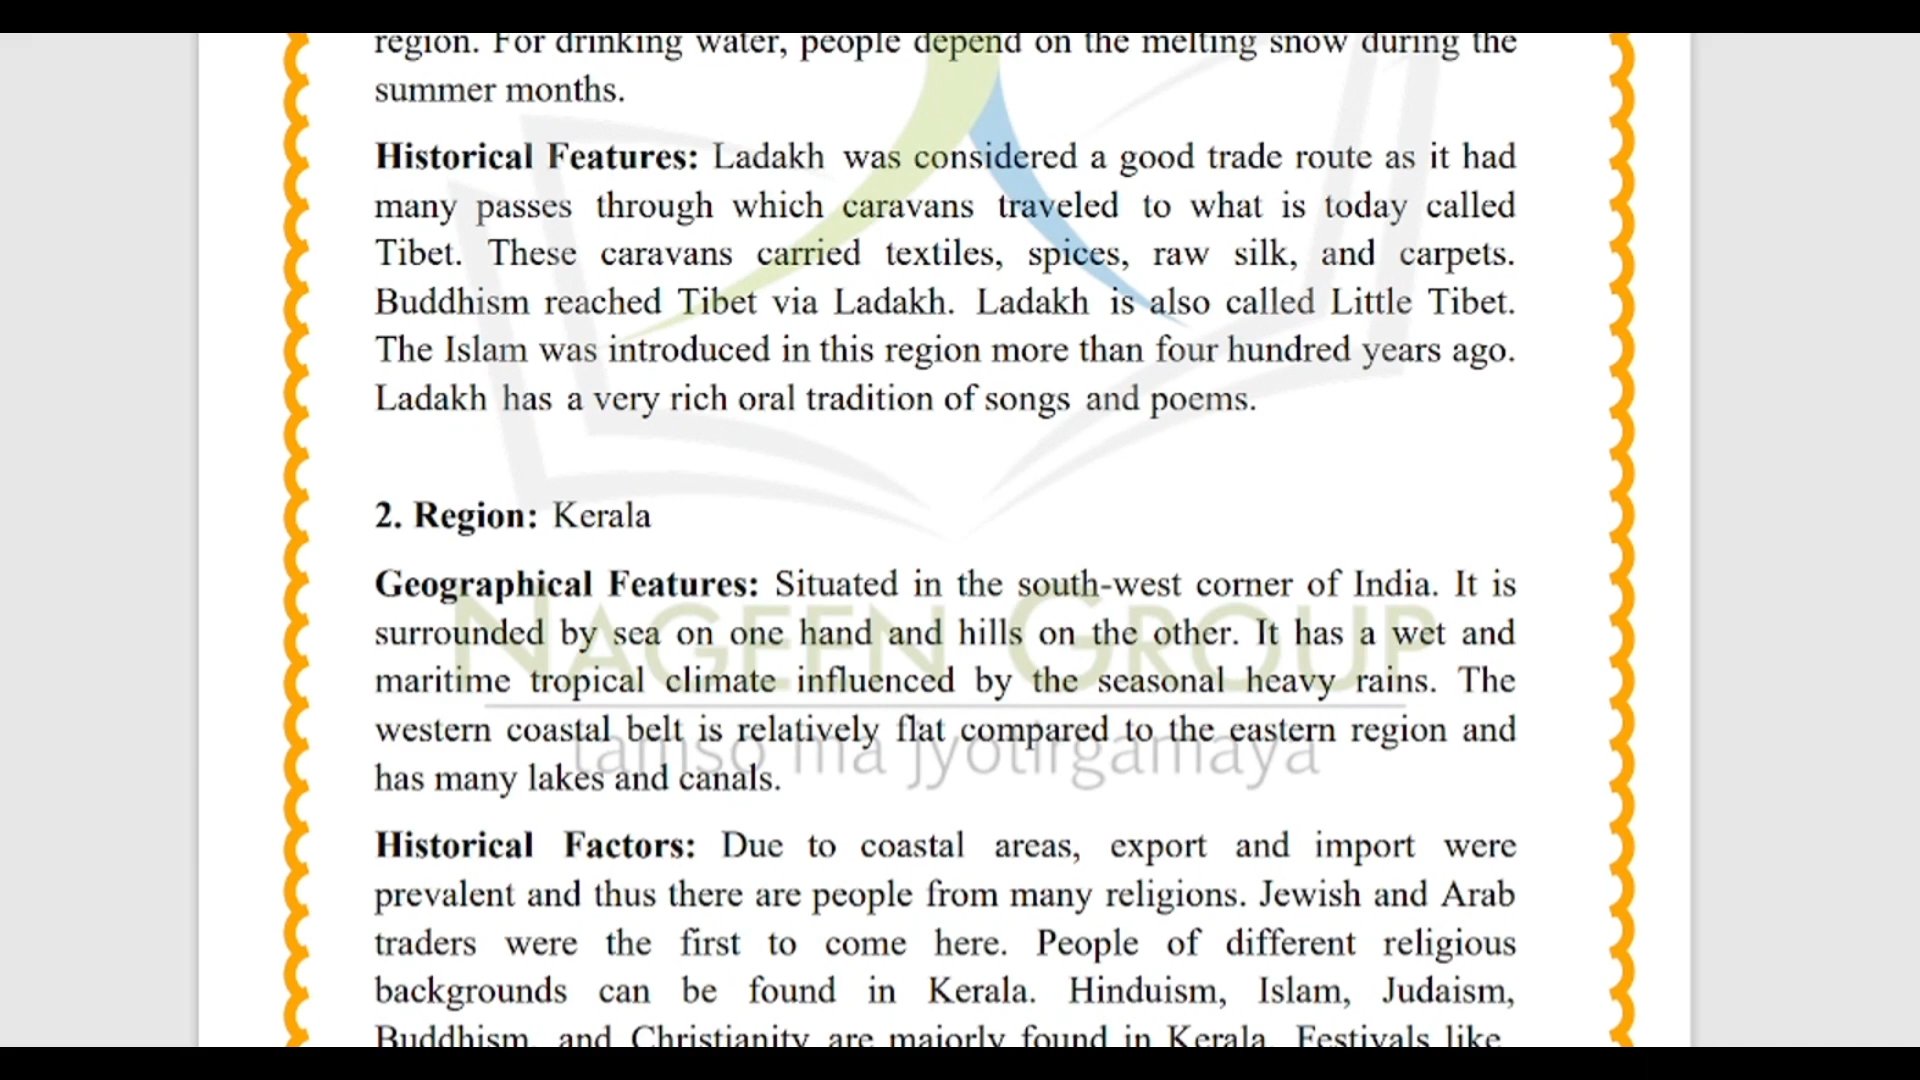 region. For drinking water, people depend on the melting snow during the
summer months.
Historical Features: Ladakh was considered a good trade route as it had
many passes through which caravans traveled to what is today called
Tibet. These caravans carried textiles, spices, raw silk, and carpets.
Buddhism reached Tibet via Ladakh. Ladakh is also called Little Tibet.
The Islam was introduced in this region more than four hundred years ago.
Ladakh has a very rich oral tradition of songs and poems.
2. Region: Kerala
Geographical Features: Situated in the south-west corner of India. It is
surrounded by sea on one hand and hills on the other. It has a wet and
NAGEEN GROUP
maritime tropical climate influenced by the seasonal heavy rains. The
western coastal belt is relatively flat compared to the eastern region and
tamso ma jyotirgamaya
has many lakes and canals.
Historical Factors: Due to coastal areas, export and import were
prevalent and thus there are people from many religions. Jewish and Arab
traders were the first to come here. People of different religious
backgrounds can be found in Kerala. Hinduism, Islam, Judaism,
Buddhism, and Christianity are majorly found in Kerala. Festivals like